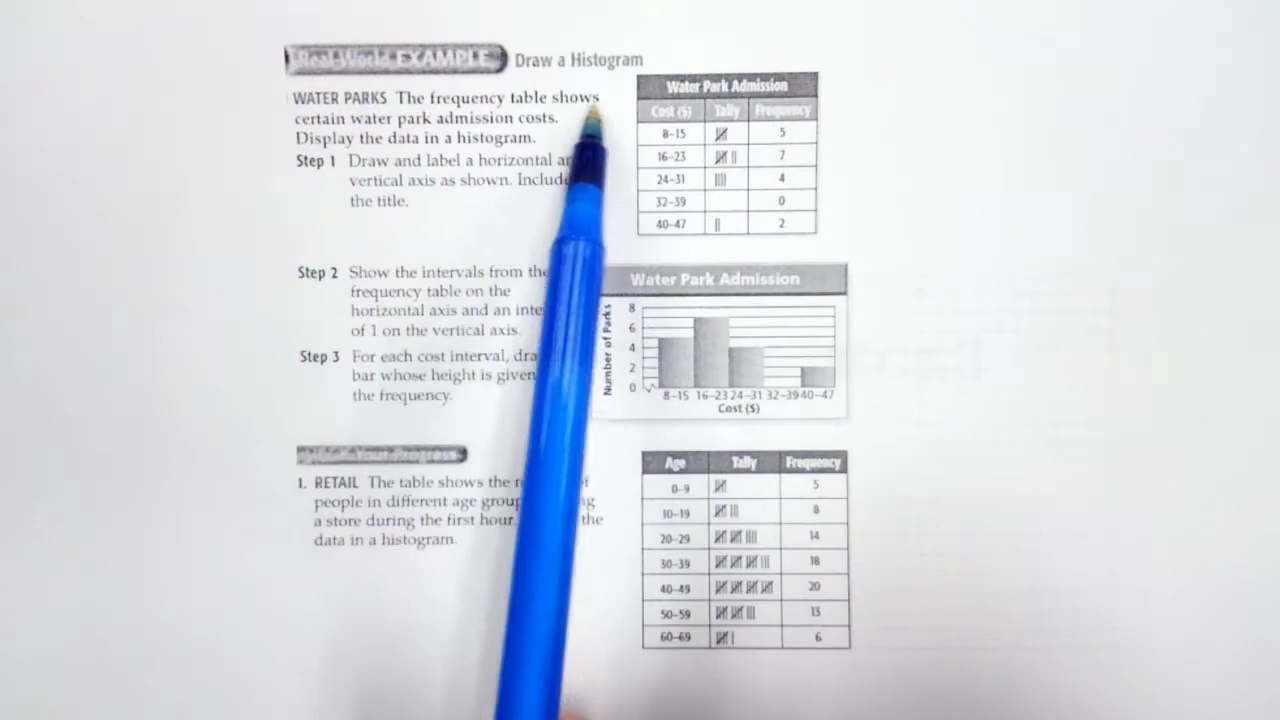 Real-World EXAMPLE Draw a Histogram
WATER PARKS The frequency table shows
certain water park admission costs.
Display the data in a histogram.
Step 1 Draw and label a horizontal
vertical axis as shown. Include
the title.
Water Park Admission
Cost ($) Tally Frequency
8–15 5
16–23 7
24–31 4
32–39 0
40–47 2
Step 2 Show the intervals from the
frequency table on the
horizontal axis and an
of 1 on the vertical axis.
Step 3 For each cost interval,
bar whose height is given
the frequency.
Water Park Admission
Number of Parks
8
6
4
2
0
8–15 16–23 24–31 32–39 40–47
Cost ($)
Your Progress
1. RETAIL The table shows the
people in different age
a store during the first hour. the
data in a histogram.
Age Tally Frequency
0–9 5
10–19 8
20–29 14
30–39 18
40–49 20
50–59 13
60–69 6